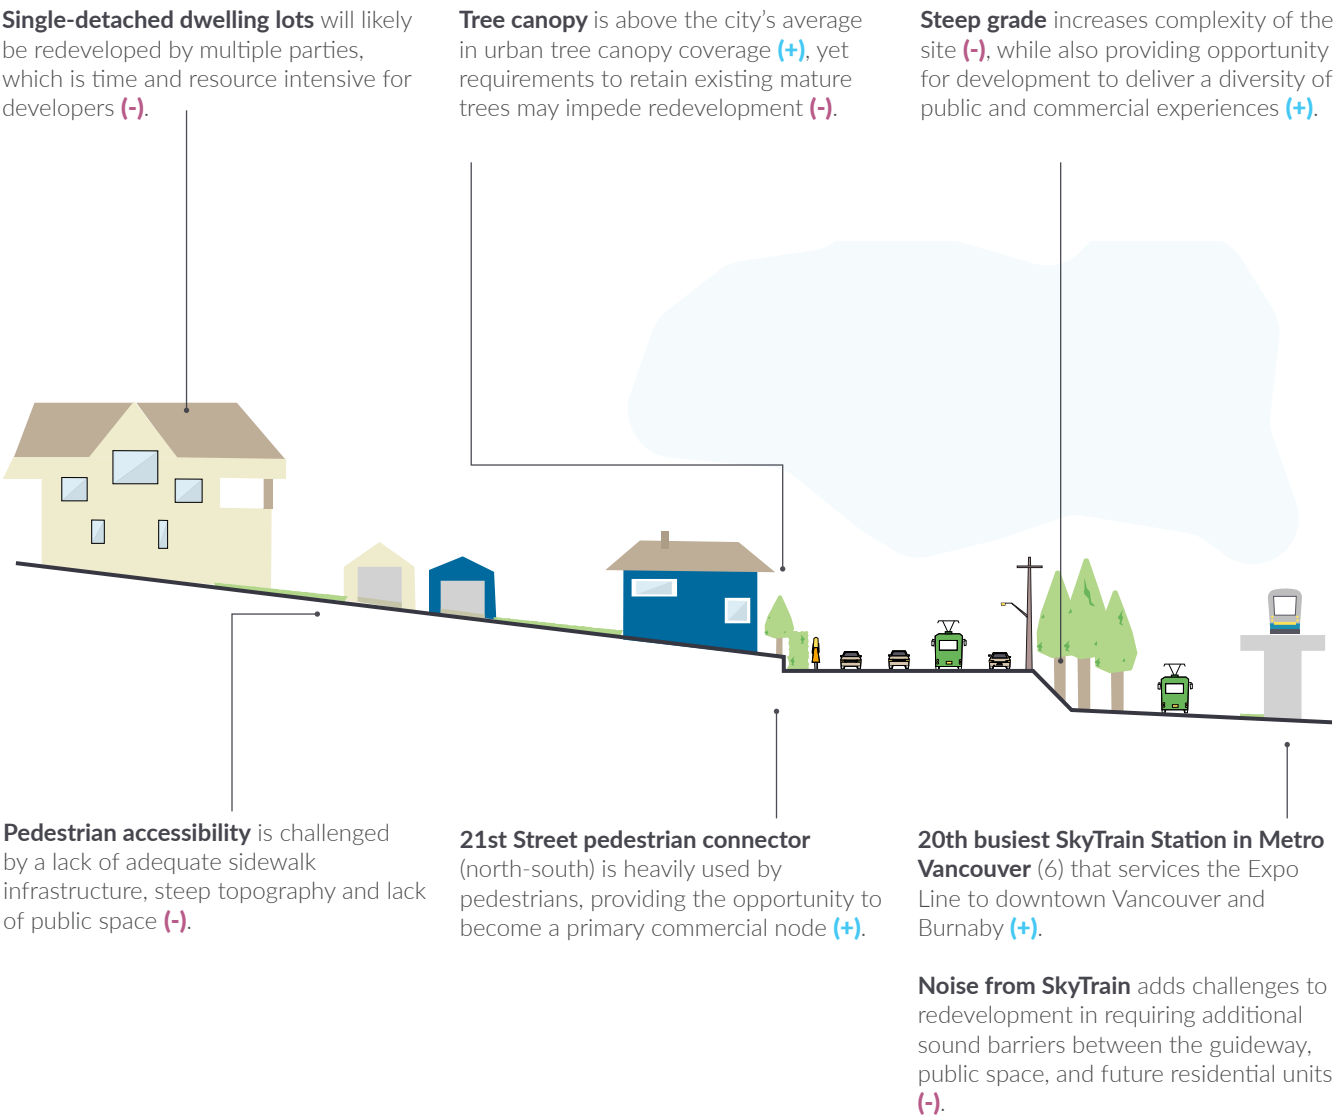 Single-detached dwelling lots will likely
be redeveloped by multiple parties,
which is time and resource intensive for
developers (-).
Tree canopy is above the city's average
in urban tree canopy coverage (+), yet
requirements to retain existing mature
trees may impede redevelopment (-).
Steep grade increases complexity of the
site (-), while also providing opportunity
for development to deliver a diversity of
public and commercial experiences (+).
Pedestrian accessibility is challenged
by a lack of adequate sidewalk
infrastructure, steep topography and lack
of public space (-).
21st Street pedestrian connector
(north-south) is heavily used by
pedestrians, providing the opportunity to
become a primary commercial node (+).
20th busiest SkyTrain Station in Metro
Vancouver (6) that services the Expo
Line to downtown Vancouver and
Burnaby (+).
Noise from SkyTrain adds challenges to
redevelopment in requiring additional
sound barriers between the guideway,
public space, and future residential units
(-).